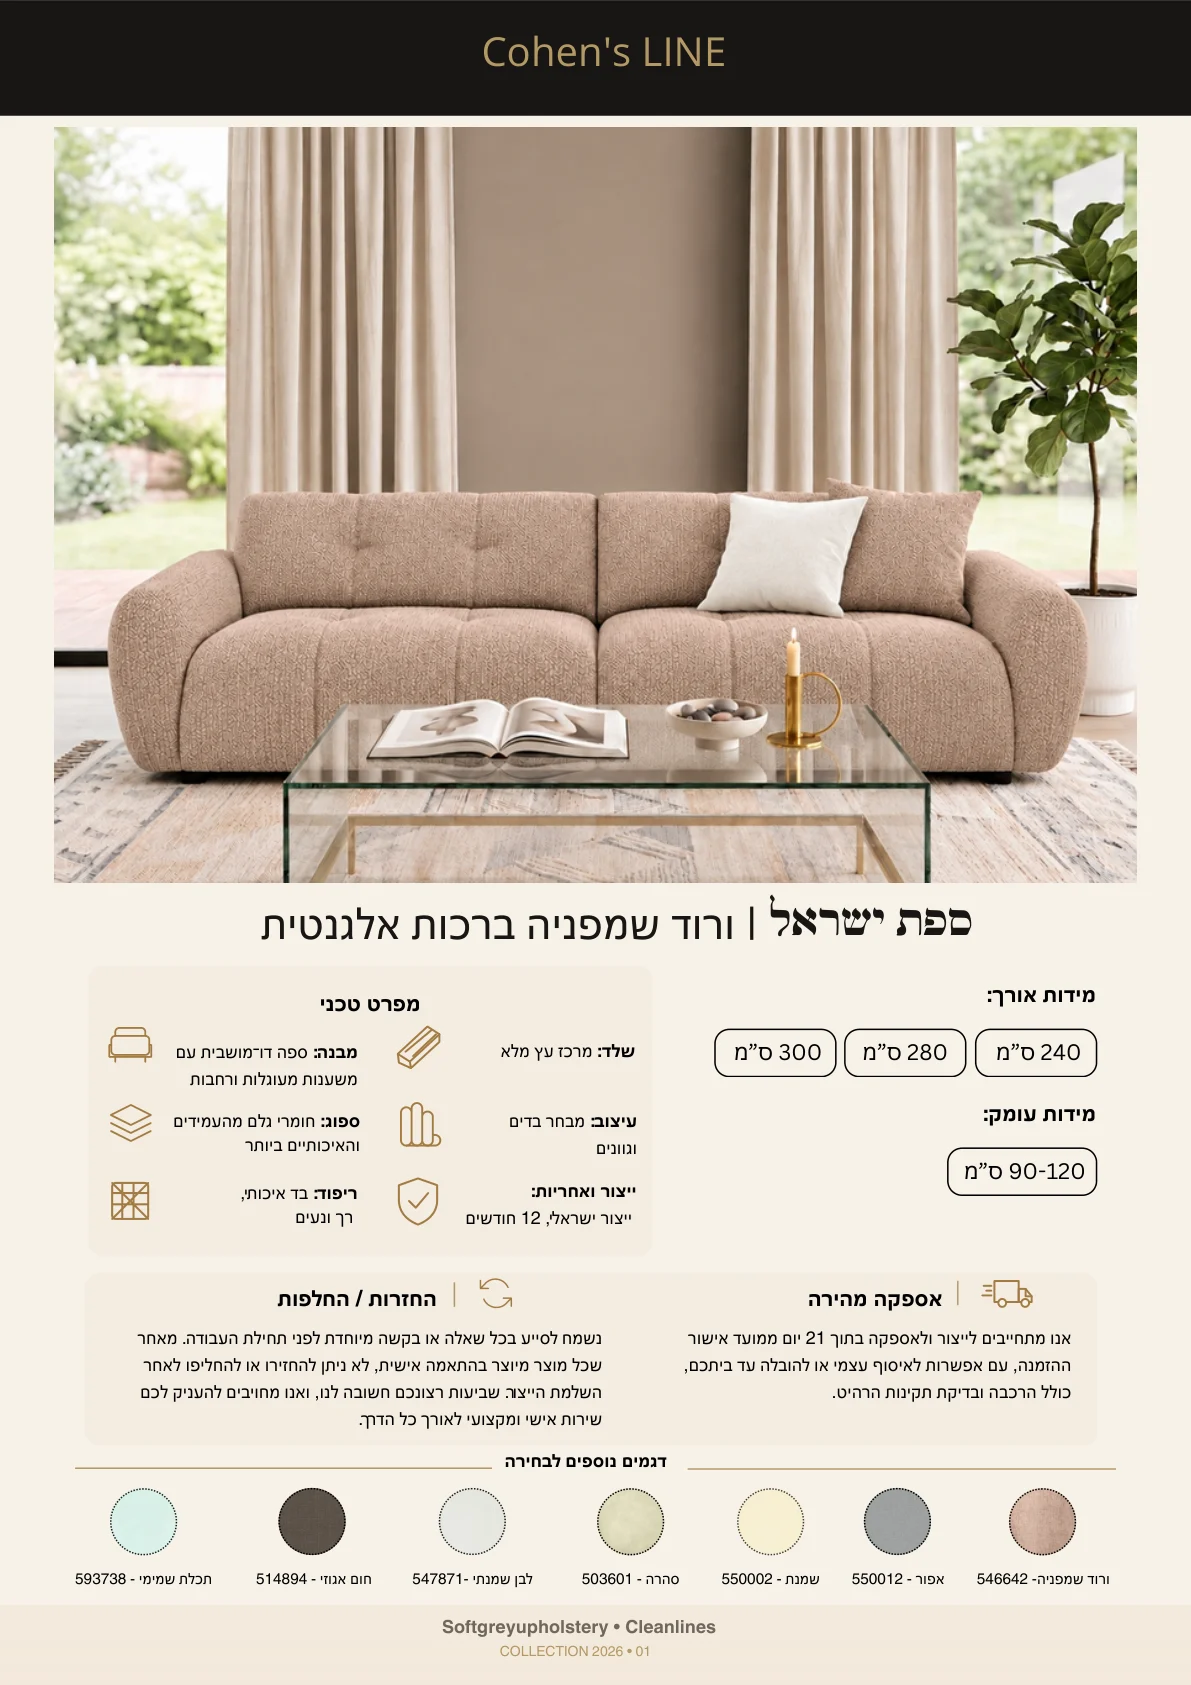 Cohen's LINE
ספת ישראל | ורוד שמפניה ברכות אלגנטית
מידות אורך:
240 ס"מ
280 ס"מ
300 ס"מ
מידות עומק:
90-120 ס"מ
מפרט טכני
שלד: מרכז עץ מלא
מבנה: ספה דו־מושבית עם
משענות מעוגלות ורחבות
עיצוב: מבחר בדים
וגוונים
ספוג: חומרי גלם מהעמידים
והאיכותיים ביותר
ייצור ואחריות:
ייצור ישראלי, 12 חודשים
ריפוד: בד איכותי,
רך ונעים
אספקה מהירה
אנו מתחייבים לייצור ולאספקה בתוך 21 יום ממועד אישור
ההזמנה, עם אפשרות לאיסוף עצמי או להובלה עד ביתכם,
כולל הרכבה ובדיקת תקינות הרהיט.
החזרות / החלפות
נשמח לסייע בכל שאלה או בקשה מיוחדת לפני תחילת העבודה. מאחר
שכל מוצר מיוצר בהתאמה אישית, לא ניתן להחזירו או להחליפו לאחר
השלמת הייצור. שביעות רצונכם חשובה לנו, ואנו מחויבים להעניק לכם
שירות אישי ומקצועי לאורך כל הדרך.
דגמים נוספים לבחירה
ורוד שמפניה- 546642
אפור - 550012
שמנת - 550002
סהרה - 503601
לבן שמנתי -547871
חום אגוזי - 514894
תכלת שמימי - 593738
Softgreyupholstery • Cleanlines
COLLECTION 2026 • 01